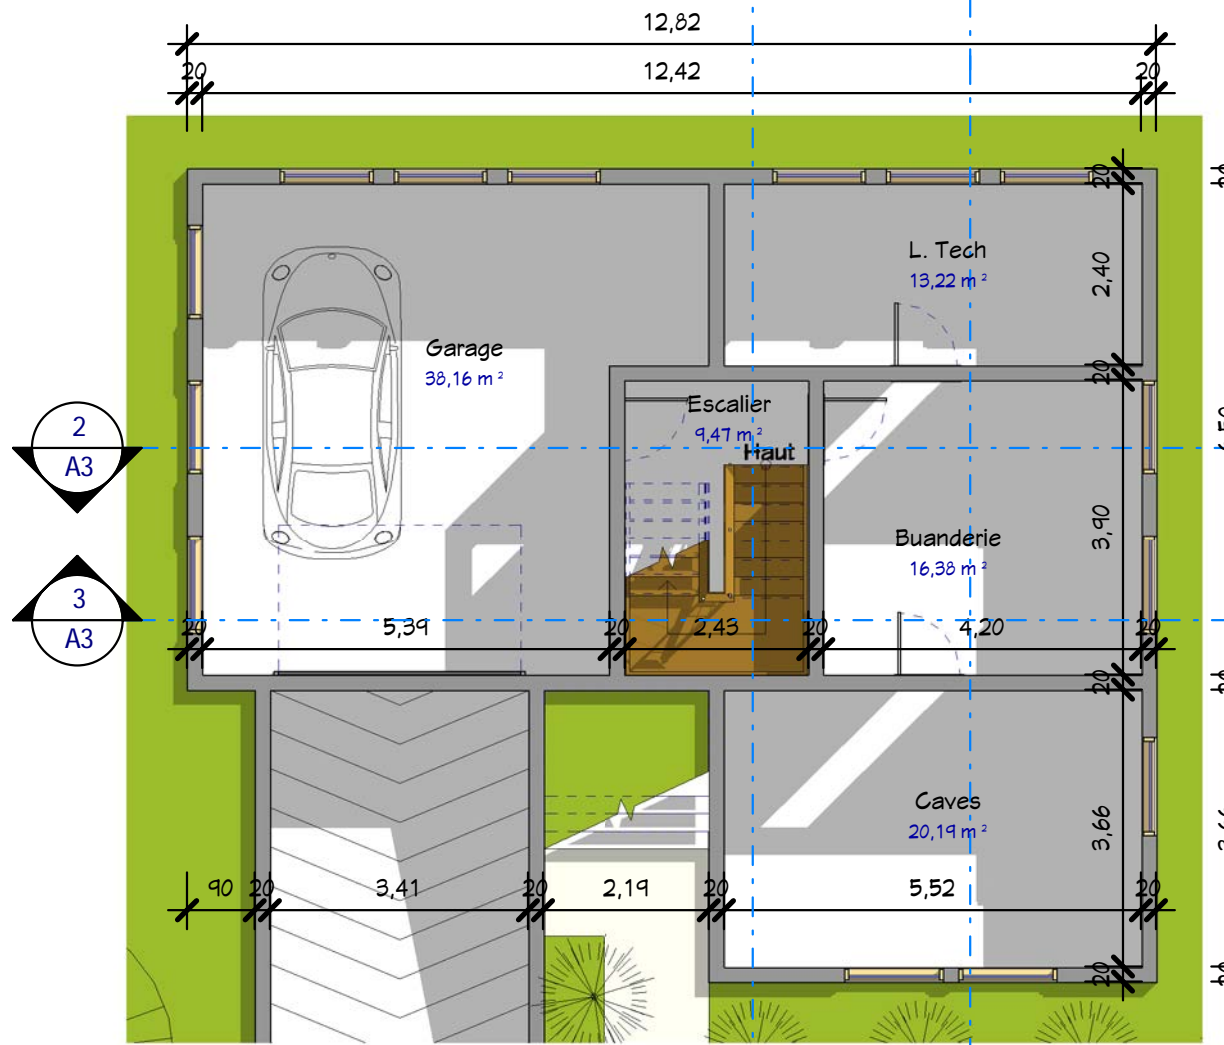 12,82
20 12,42 20
20
L. Tech
13,22 m²
2,40
Garage
38,16 m²
20
Escalier
9,47 m²
Haut
2
A3
Buanderie
16,38 m²
3,90
3
A3
20 5,39 20 2,43 20 4,20 20
20
Caves
20,19 m²
3,66
90 20 3,41 20 2,19 20 5,52 20
20